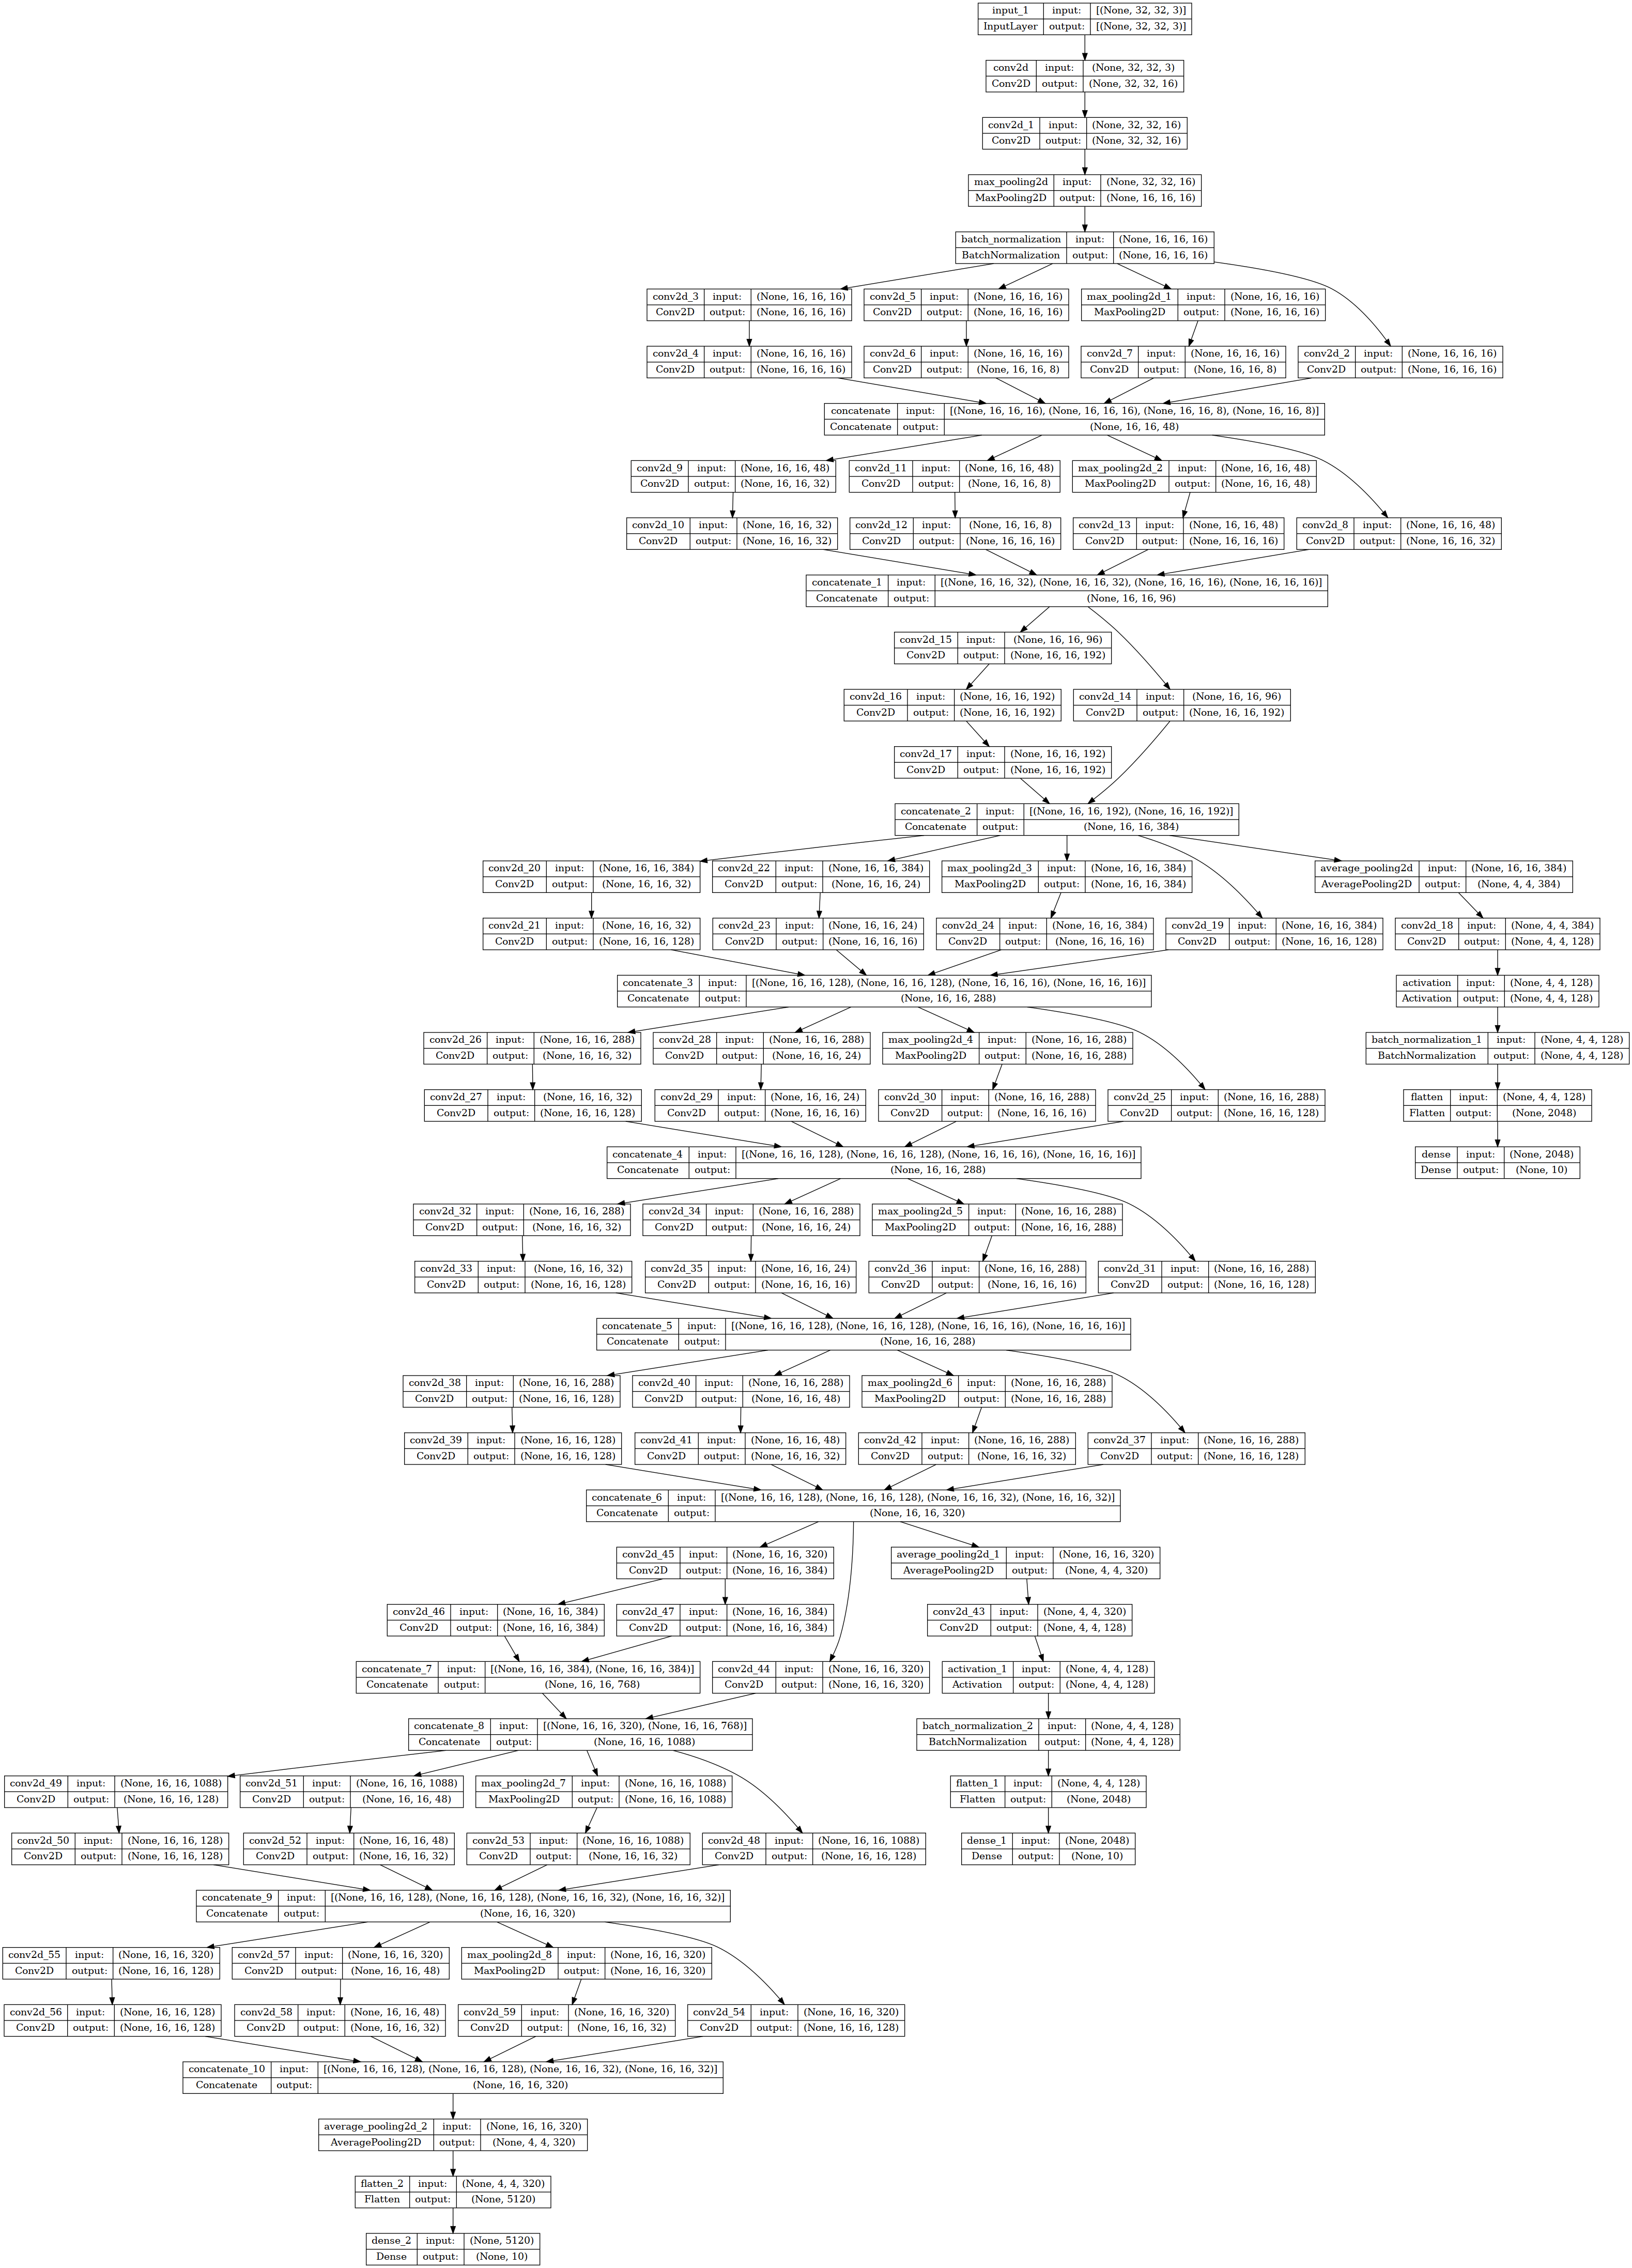 input_1 input: [(None, 32, 32, 3)]
InputLayer output: [(None, 32, 32, 3)]
conv2d input: (None, 32, 32, 3)
Conv2D output: (None, 32, 32, 16)
conv2d_1 input: (None, 32, 32, 16)
Conv2D output: (None, 32, 32, 16)
max_pooling2d input: (None, 32, 32, 16)
MaxPooling2D output: (None, 16, 16, 16)
batch_normalization input: (None, 16, 16, 16)
BatchNormalization output: (None, 16, 16, 16)
conv2d_3 input: (None, 16, 16, 16) conv2d_5 input: (None, 16, 16, 16) max_pooling2d_1 input: (None, 16, 16, 16)
Conv2D output: (None, 16, 16, 16) Conv2D output: (None, 16, 16, 16) MaxPooling2D output: (None, 16, 16, 16)
conv2d_4 input: (None, 16, 16, 16) conv2d_6 input: (None, 16, 16, 16) conv2d_7 input: (None, 16, 16, 16) conv2d_2 input: (None, 16, 16, 16)
Conv2D output: (None, 16, 16, 16) Conv2D output: (None, 16, 16, 8) Conv2D output: (None, 16, 16, 8) Conv2D output: (None, 16, 16, 16)
concatenate input: [(None, 16, 16, 16), (None, 16, 16, 16), (None, 16, 16, 8), (None, 16, 16, 8)]
Concatenate output: (None, 16, 16, 48)
conv2d_9 input: (None, 16, 16, 48) conv2d_11 input: (None, 16, 16, 48) max_pooling2d_2 input: (None, 16, 16, 48)
Conv2D output: (None, 16, 16, 32) Conv2D output: (None, 16, 16, 8) MaxPooling2D output: (None, 16, 16, 48)
conv2d_10 input: (None, 16, 16, 32) conv2d_12 input: (None, 16, 16, 8) conv2d_13 input: (None, 16, 16, 48) conv2d_8 input: (None, 16, 16, 48)
Conv2D output: (None, 16, 16, 32) Conv2D output: (None, 16, 16, 16) Conv2D output: (None, 16, 16, 16) Conv2D output: (None, 16, 16, 32)
concatenate_1 input: [(None, 16, 16, 32), (None, 16, 16, 32), (None, 16, 16, 16), (None, 16, 16, 16)]
Concatenate output: (None, 16, 16, 96)
conv2d_15 input: (None, 16, 16, 96)
Conv2D output: (None, 16, 16, 192)
conv2d_16 input: (None, 16, 16, 192) conv2d_14 input: (None, 16, 16, 96)
Conv2D output: (None, 16, 16, 192) Conv2D output: (None, 16, 16, 192)
conv2d_17 input: (None, 16, 16, 192)
Conv2D output: (None, 16, 16, 192)
concatenate_2 input: [(None, 16, 16, 192), (None, 16, 16, 192)]
Concatenate output: (None, 16, 16, 384)
conv2d_20 input: (None, 16, 16, 384) conv2d_22 input: (None, 16, 16, 384) max_pooling2d_3 input: (None, 16, 16, 384) average_pooling2d input: (None, 16, 16, 384)
Conv2D output: (None, 16, 16, 32) Conv2D output: (None, 16, 16, 24) MaxPooling2D output: (None, 16, 16, 384) AveragePooling2D output: (None, 4, 4, 384)
conv2d_21 input: (None, 16, 16, 32) conv2d_23 input: (None, 16, 16, 24) conv2d_24 input: (None, 16, 16, 384) conv2d_19 input: (None, 16, 16, 384) conv2d_18 input: (None, 4, 4, 384)
Conv2D output: (None, 16, 16, 128) Conv2D output: (None, 16, 16, 16) Conv2D output: (None, 16, 16, 16) Conv2D output: (None, 16, 16, 128) Conv2D output: (None, 4, 4, 128)
concatenate_3 input: [(None, 16, 16, 128), (None, 16, 16, 128), (None, 16, 16, 16), (None, 16, 16, 16)] activation input: (None, 4, 4, 128)
Concatenate output: (None, 16, 16, 288) Activation output: (None, 4, 4, 128)
conv2d_26 input: (None, 16, 16, 288) conv2d_28 input: (None, 16, 16, 288) max_pooling2d_4 input: (None, 16, 16, 288) batch_normalization_1 input: (None, 4, 4, 128)
Conv2D output: (None, 16, 16, 32) Conv2D output: (None, 16, 16, 24) MaxPooling2D output: (None, 16, 16, 288) BatchNormalization output: (None, 4, 4, 128)
conv2d_27 input: (None, 16, 16, 32) conv2d_29 input: (None, 16, 16, 24) conv2d_30 input: (None, 16, 16, 288) conv2d_25 input: (None, 16, 16, 288) flatten input: (None, 4, 4, 128)
Conv2D output: (None, 16, 16, 128) Conv2D output: (None, 16, 16, 16) Conv2D output: (None, 16, 16, 16) Conv2D output: (None, 16, 16, 128) Flatten output: (None, 2048)
concatenate_4 input: [(None, 16, 16, 128), (None, 16, 16, 128), (None, 16, 16, 16), (None, 16, 16, 16)] dense input: (None, 2048)
Concatenate output: (None, 16, 16, 288) Dense output: (None, 10)
conv2d_32 input: (None, 16, 16, 288) conv2d_34 input: (None, 16, 16, 288) max_pooling2d_5 input: (None, 16, 16, 288)
Conv2D output: (None, 16, 16, 32) Conv2D output: (None, 16, 16, 24) MaxPooling2D output: (None, 16, 16, 288)
conv2d_33 input: (None, 16, 16, 32) conv2d_35 input: (None, 16, 16, 24) conv2d_36 input: (None, 16, 16, 288) conv2d_31 input: (None, 16, 16, 288)
Conv2D output: (None, 16, 16, 128) Conv2D output: (None, 16, 16, 16) Conv2D output: (None, 16, 16, 16) Conv2D output: (None, 16, 16, 128)
concatenate_5 input: [(None, 16, 16, 128), (None, 16, 16, 128), (None, 16, 16, 16), (None, 16, 16, 16)]
Concatenate output: (None, 16, 16, 288)
conv2d_38 input: (None, 16, 16, 288) conv2d_40 input: (None, 16, 16, 288) max_pooling2d_6 input: (None, 16, 16, 288)
Conv2D output: (None, 16, 16, 128) Conv2D output: (None, 16, 16, 48) MaxPooling2D output: (None, 16, 16, 288)
conv2d_39 input: (None, 16, 16, 128) conv2d_41 input: (None, 16, 16, 48) conv2d_42 input: (None, 16, 16, 288) conv2d_37 input: (None, 16, 16, 288)
Conv2D output: (None, 16, 16, 128) Conv2D output: (None, 16, 16, 32) Conv2D output: (None, 16, 16, 32) Conv2D output: (None, 16, 16, 128)
concatenate_6 input: [(None, 16, 16, 128), (None, 16, 16, 128), (None, 16, 16, 32), (None, 16, 16, 32)]
Concatenate output: (None, 16, 16, 320)
conv2d_45 input: (None, 16, 16, 320) average_pooling2d_1 input: (None, 16, 16, 320)
Conv2D output: (None, 16, 16, 384) AveragePooling2D output: (None, 4, 4, 320)
conv2d_46 input: (None, 16, 16, 384) conv2d_47 input: (None, 16, 16, 384) conv2d_43 input: (None, 4, 4, 320)
Conv2D output: (None, 16, 16, 384) Conv2D output: (None, 16, 16, 384) Conv2D output: (None, 4, 4, 128)
concatenate_7 input: [(None, 16, 16, 384), (None, 16, 16, 384)] conv2d_44 input: (None, 16, 16, 320) activation_1 input: (None, 4, 4, 128)
Concatenate output: (None, 16, 16, 768) Conv2D output: (None, 16, 16, 320) Activation output: (None, 4, 4, 128)
concatenate_8 input: [(None, 16, 16, 320), (None, 16, 16, 768)] batch_normalization_2 input: (None, 4, 4, 128)
Concatenate output: (None, 16, 16, 1088) BatchNormalization output: (None, 4, 4, 128)
conv2d_49 input: (None, 16, 16, 1088) conv2d_51 input: (None, 16, 16, 1088) max_pooling2d_7 input: (None, 16, 16, 1088) flatten_1 input: (None, 4, 4, 128)
Conv2D output: (None, 16, 16, 128) Conv2D output: (None, 16, 16, 48) MaxPooling2D output: (None, 16, 16, 1088) Flatten output: (None, 2048)
conv2d_50 input: (None, 16, 16, 128) conv2d_52 input: (None, 16, 16, 48) conv2d_53 input: (None, 16, 16, 1088) conv2d_48 input: (None, 16, 16, 1088) dense_1 input: (None, 2048)
Conv2D output: (None, 16, 16, 128) Conv2D output: (None, 16, 16, 32) Conv2D output: (None, 16, 16, 32) Conv2D output: (None, 16, 16, 128) Dense output: (None, 10)
concatenate_9 input: [(None, 16, 16, 128), (None, 16, 16, 128), (None, 16, 16, 32), (None, 16, 16, 32)]
Concatenate output: (None, 16, 16, 320)
conv2d_55 input: (None, 16, 16, 320) conv2d_57 input: (None, 16, 16, 320) max_pooling2d_8 input: (None, 16, 16, 320)
Conv2D output: (None, 16, 16, 128) Conv2D output: (None, 16, 16, 48) MaxPooling2D output: (None, 16, 16, 320)
conv2d_56 input: (None, 16, 16, 128) conv2d_58 input: (None, 16, 16, 48) conv2d_59 input: (None, 16, 16, 320) conv2d_54 input: (None, 16, 16, 320)
Conv2D output: (None, 16, 16, 128) Conv2D output: (None, 16, 16, 32) Conv2D output: (None, 16, 16, 32) Conv2D output: (None, 16, 16, 128)
concatenate_10 input: [(None, 16, 16, 128), (None, 16, 16, 128), (None, 16, 16, 32), (None, 16, 16, 32)]
Concatenate output: (None, 16, 16, 320)
average_pooling2d_2 input: (None, 16, 16, 320)
AveragePooling2D output: (None, 4, 4, 320)
flatten_2 input: (None, 4, 4, 320)
Flatten output: (None, 5120)
dense_2 input: (None, 5120)
Dense output: (None, 10)